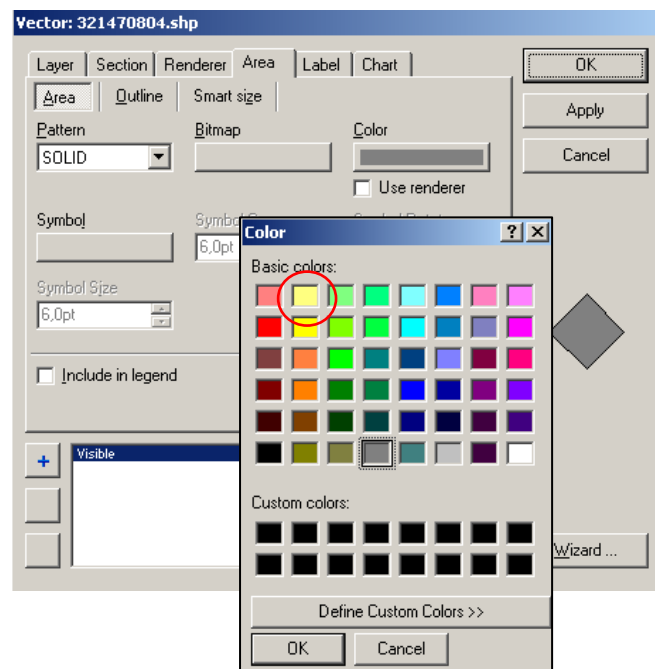 Vector: 321470804.shp
Layer Section Renderer Area Label Chart
OK
Area Outline Smart size
Apply
Pattern Bitmap Color
SOLID
Cancel
Use renderer
Symbol Symbol
6,0pt
Symbol Size
6,0pt
Include in legend
+ Visible
Wizard ...
Color ? ×
Basic colors:
Custom colors:
Define Custom Colors >>
OK Cancel